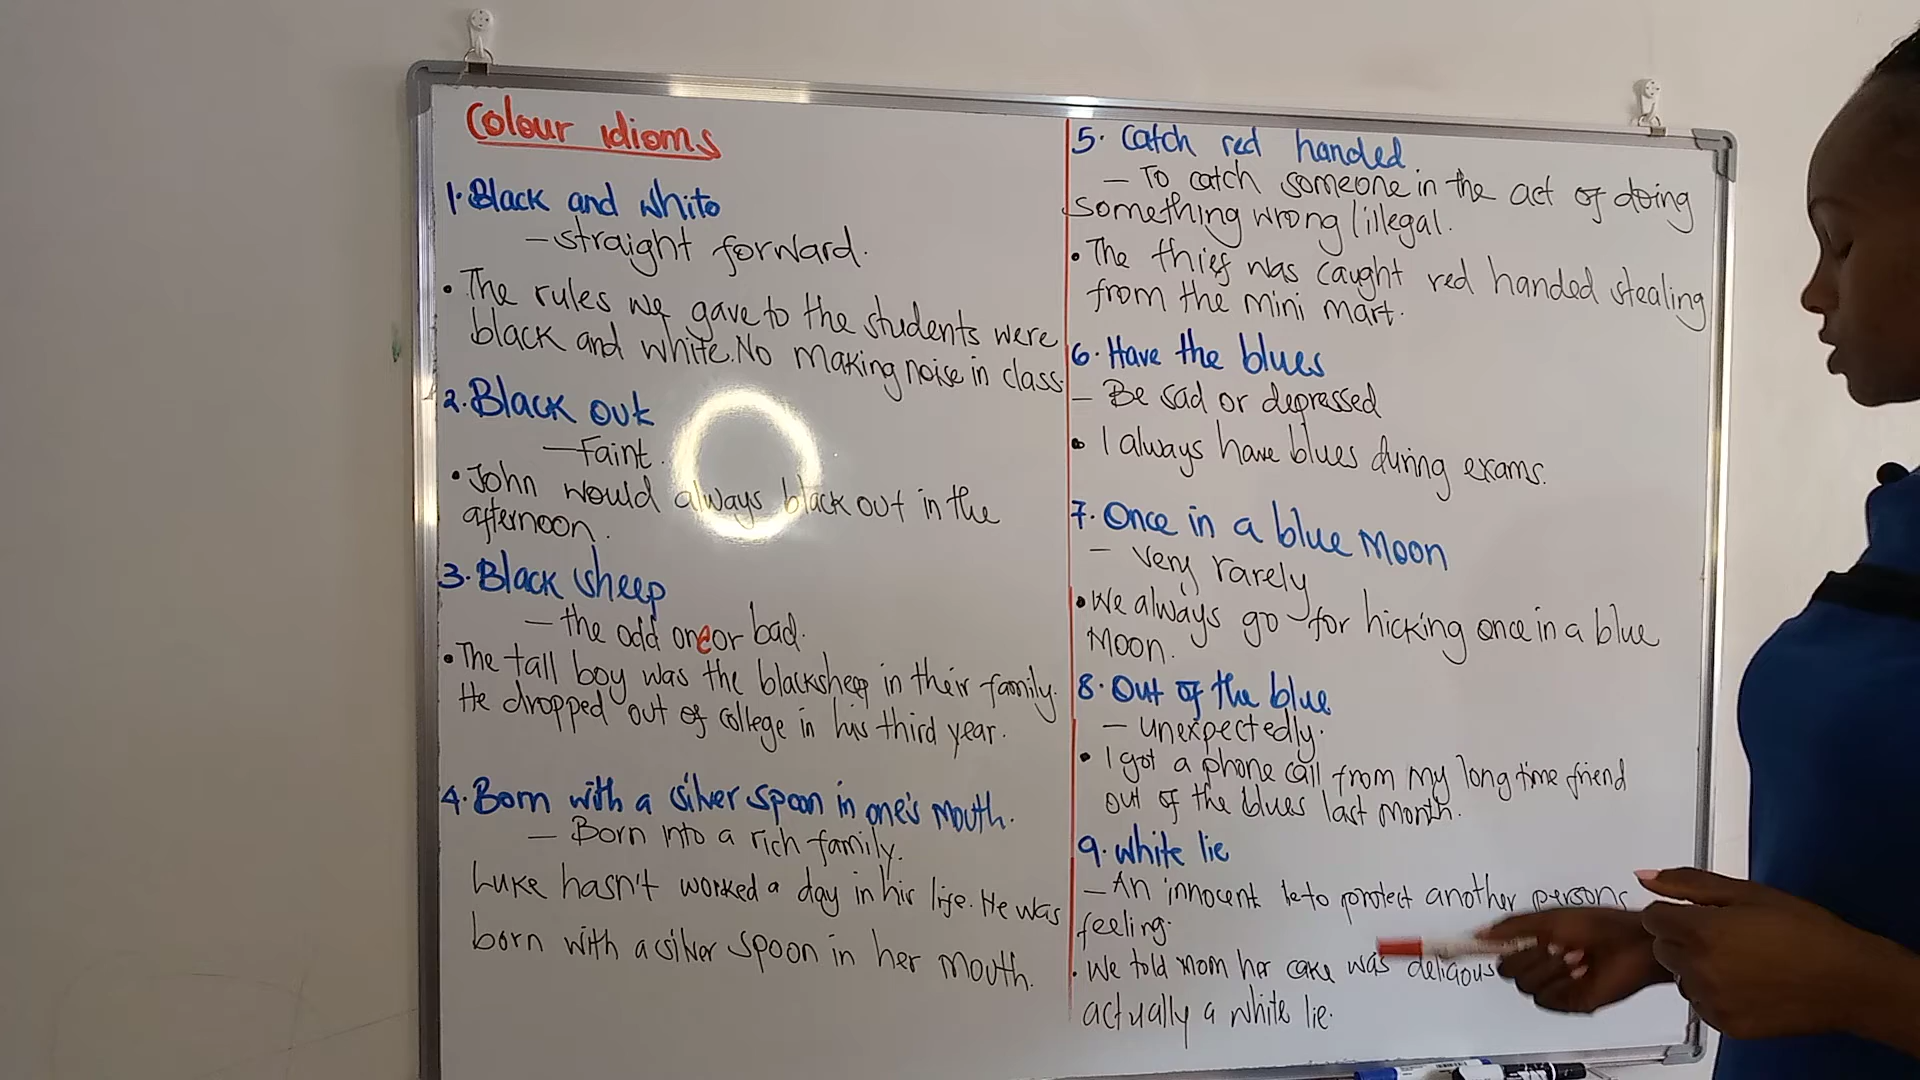 Colour idioms
1. Black and white
- straight forward.
• The rules we gave to the students were
black and white. No making noise in class.
2. Black out
- Faint.
• John would always black out in the
afternoon.
3. Black sheep
- the odd one or bad.
• The tall boy was the blacksheep in their family.
He dropped out of college in his third year.
4. Born with a silver spoon in one's mouth.
- Born into a rich family.
Luke hasn't worked a day in his life. He was
born with a silver spoon in her mouth.
5. Catch red handed.
- To catch someone in the act of doing
something wrong/illegal.
• The thief was caught red handed stealing
from the mini mart.
6. Have the blues
- Be sad or depressed
• I always have blues during exams.
7. Once in a blue moon
- Very rarely
• We always go for hicking once in a blue
moon.
8. Out of the blue
- unexpectedly.
• I got a phone call from my long time friend
out of the blues last month.
9. white lie
- An innocent to protect another persons
feeling.
• We told mom her cake was
actually a white lie.